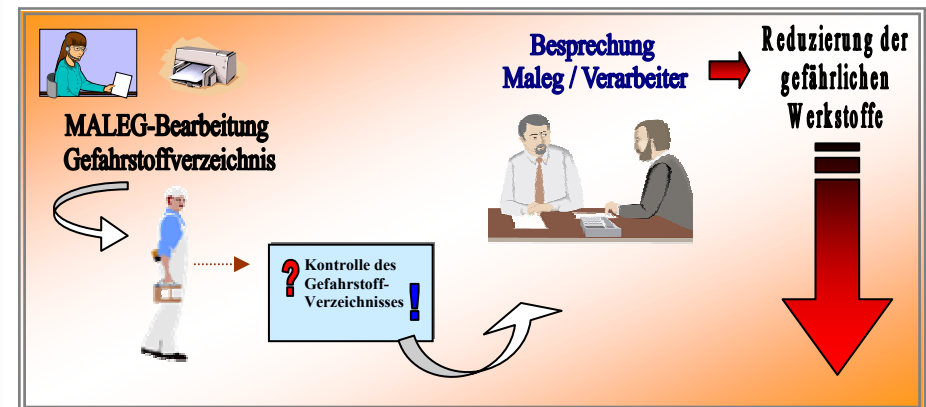 MALEG-Bearbeitung
Gefahrstoffverzeichnis
? Kontrolle des
Gefahrstoff-
Verzeichnisses !
Besprechung
Maleg / Verarbeiter
Reduzierung der
gefährlichen
Werkstoffe